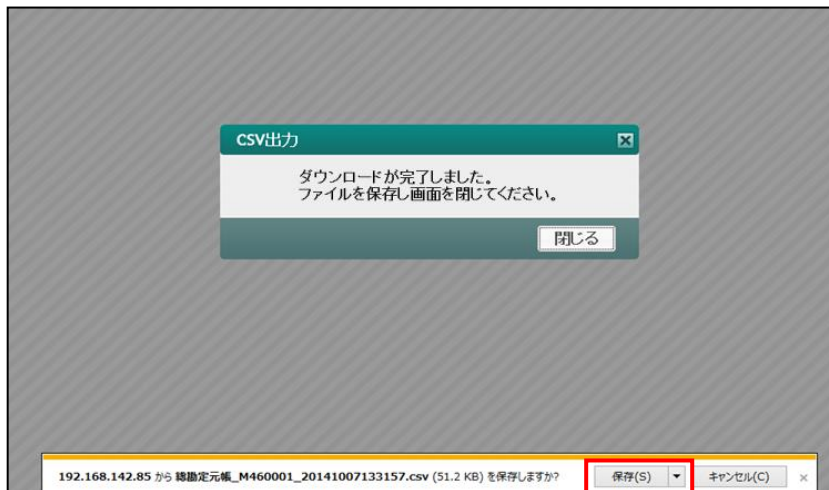 CSV出力
ダウンロードが完了しました。
ファイルを保存し画面を閉じてください。
閉じる
192.168.142.85 から 総勘定元帳_M460001_20141007133157.csv (51.2 KB) を保存しますか?
保存(S)
キャンセル(C)